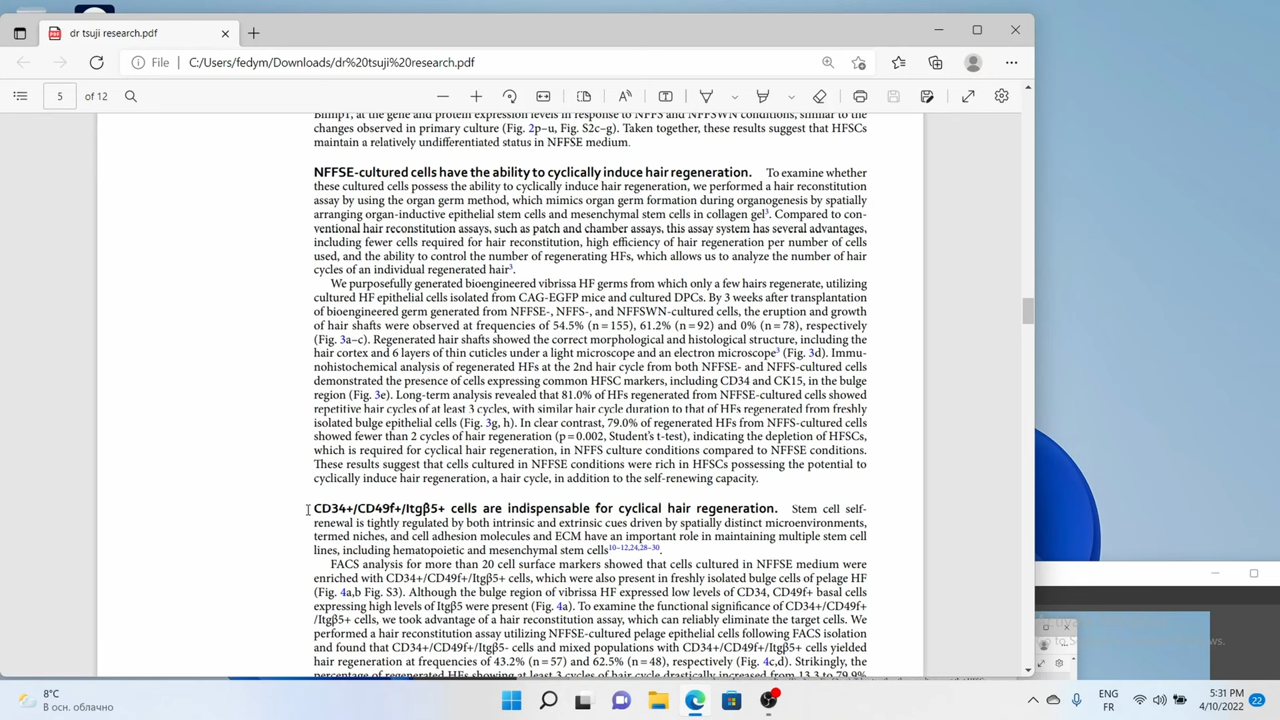 dr tsuji research.pdf
File C:/Users/fedym/Downloads/dr%20tsuji%20research.pdf
5 of 12
Blimp1, at the gene and protein expression levels in response to NFFS and NFFSWN conditions, similar to the
changes observed in primary culture (Fig. 2p–u, Fig. S2c–g). Taken together, these results suggest that HFSCs
maintain a relatively undifferentiated status in NFFSE medium.
NFFSE-cultured cells have the ability to cyclically induce hair regeneration. To examine whether
these cultured cells possess the ability to cyclically induce hair regeneration, we performed a hair reconstitution
assay by using the organ germ method, which mimics organ germ formation during organogenesis by spatially
arranging organ-inductive epithelial stem cells and mesenchymal stem cells in collagen gel3. Compared to con-
ventional hair reconstitution assays, such as patch and chamber assays, this assay system has several advantages,
including fewer cells required for hair reconstitution, high efficiency of hair regeneration per number of cells
used, and the ability to control the number of regenerating HFs, which allows us to analyze the number of hair
cycles of an individual regenerated hair3.
We purposefully generated bioengineered vibrissa HF germs from which only a few hairs regenerate, utilizing
cultured HF epithelial cells isolated from CAG-EGFP mice and cultured DPCs. By 3 weeks after transplantation
of bioengineered germ generated from NFFSE-, NFFS-, and NFFSWN-cultured cells, the eruption and growth
of hair shafts were observed at frequencies of 54.5% (n = 155), 61.2% (n = 92) and 0% (n = 78), respectively
(Fig. 3a–c). Regenerated hair shafts showed the correct morphological and histological structure, including the
hair cortex and 6 layers of thin cuticles under a light microscope and an electron microscope3 (Fig. 3d). Immu-
nohistochemical analysis of regenerated HFs at the 2nd hair cycle from both NFFSE- and NFFS-cultured cells
demonstrated the presence of cells expressing common HFSC markers, including CD34 and CK15, in the bulge
region (Fig. 3e). Long-term analysis revealed that 81.0% of HFs regenerated from NFFSE-cultured cells showed
repetitive hair cycles of at least 3 cycles, with similar hair cycle duration to that of HFs regenerated from freshly
isolated bulge epithelial cells (Fig. 3g, h). In clear contrast, 79.0% of regenerated HFs from NFFS-cultured cells
showed fewer than 2 cycles of hair regeneration (p = 0.002, Student's t-test), indicating the depletion of HFSCs,
which is required for cyclical hair regeneration, in NFFS culture conditions compared to NFFSE conditions.
These results suggest that cells cultured in NFFSE conditions were rich in HFSCs possessing the potential to
cyclically induce hair regeneration, a hair cycle, in addition to the self-renewing capacity.
CD34+/CD49f+/Itgβ5+ cells are indispensable for cyclical hair regeneration. Stem cell self-
renewal is tightly regulated by both intrinsic and extrinsic cues driven by spatially distinct microenvironments,
termed niches, and cell adhesion molecules and ECM have an important role in maintaining multiple stem cell
lines, including hematopoietic and mesenchymal stem cells10–12,24,28–30.
FACS analysis for more than 20 cell surface markers showed that cells cultured in NFFSE medium were
enriched with CD34+/CD49f+/Itgβ5+ cells, which were also present in freshly isolated bulge cells of pelage HF
(Fig. 4a,b Fig. S3). Although the bulge region of vibrissa HF expressed low levels of CD34, CD49f+ basal cells
expressing high levels of Itgβ5 were present (Fig. 4a). To examine the functional significance of CD34+/CD49f+
/Itgβ5+ cells, we took advantage of a hair reconstitution assay, which can reliably eliminate the target cells. We
performed a hair reconstitution assay utilizing NFFSE-cultured pelage epithelial cells following FACS isolation
and found that CD34+/CD49f+/Itgβ5- cells and mixed populations with CD34+/CD49f+/Itgβ5+ cells yielded
hair regeneration at frequencies of 43.2% (n = 57) and 62.5% (n = 48), respectively (Fig. 4c,d). Strikingly, the
percentage of regenerated HFs showing at least 3 cycles of hair cycle drastically increased from 13.3 to 79.9%
8°C
В осн. облачно
ENG
FR
5:31 PM
4/10/2022
22